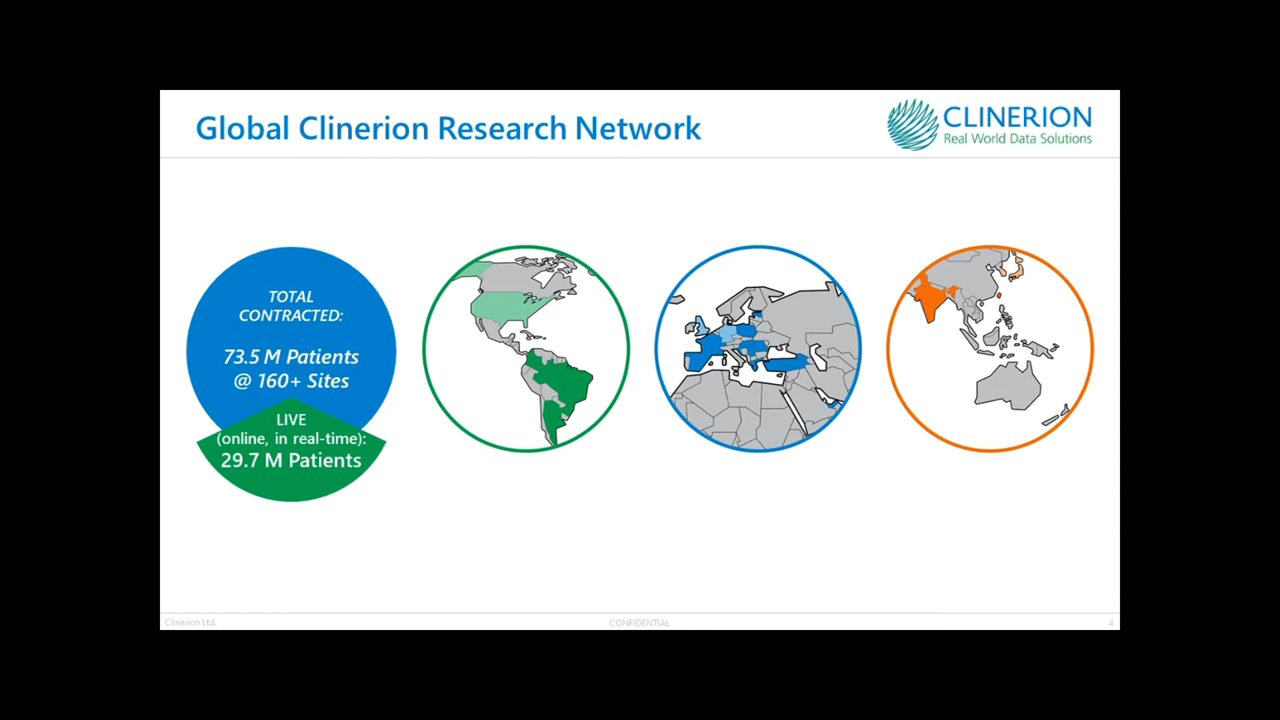 Global Clinerion Research Network
CLINERION
Real World Data Solutions
TOTAL
CONTRACTED:
73.5 M Patients
@ 160+ Sites
LIVE
(online, in real-time):
29.7 M Patients
Clinerion Ltd.
CONFIDENTIAL
4